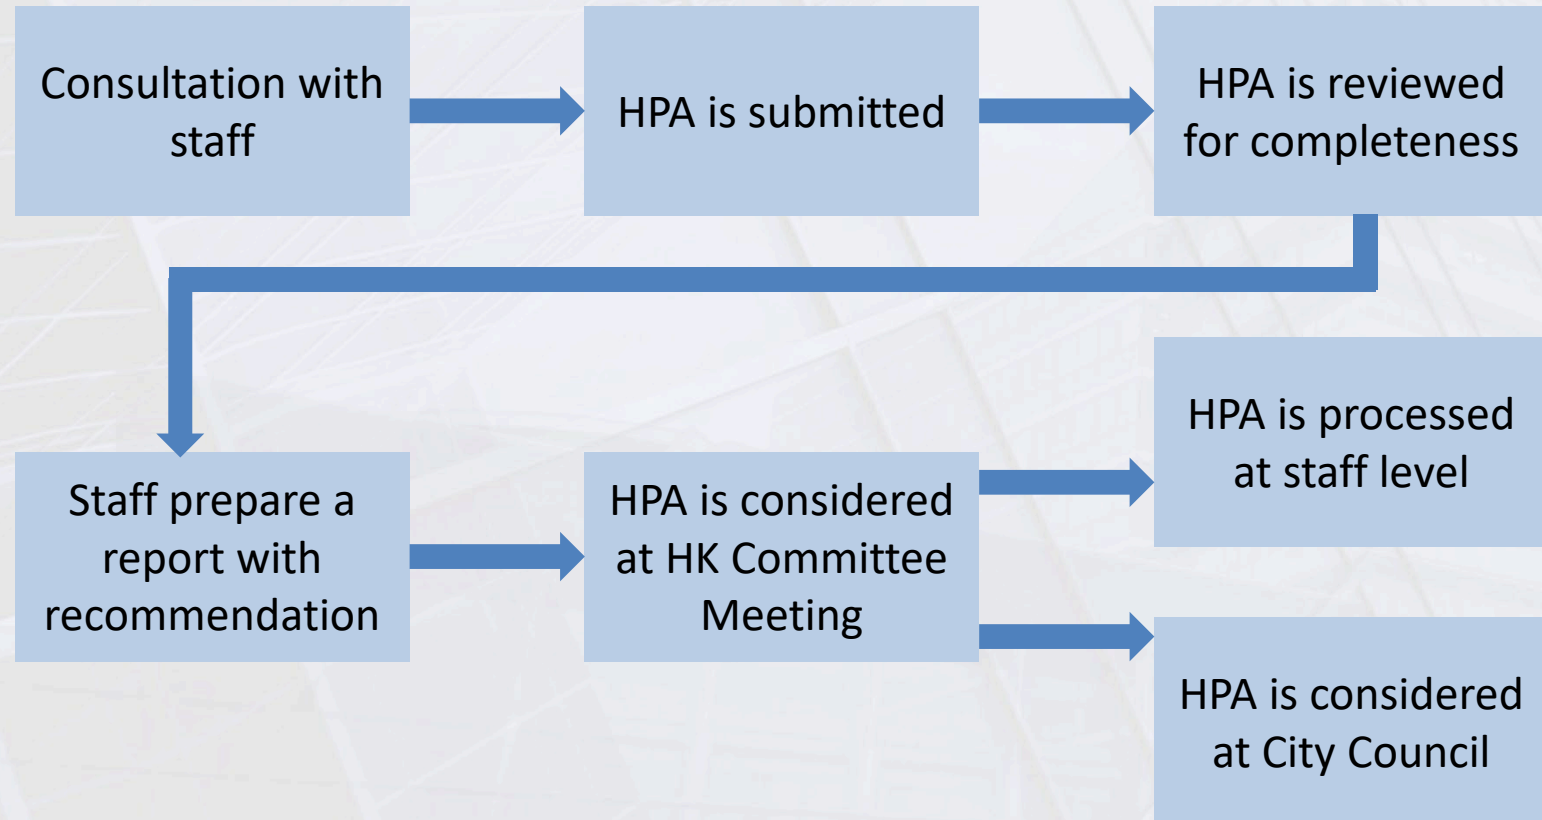 Consultation with
staff
HPA is submitted
HPA is reviewed
for completeness
Staff prepare a
report with
recommendation
HPA is considered
at HK Committee
Meeting
HPA is processed
at staff level
HPA is considered
at City Council